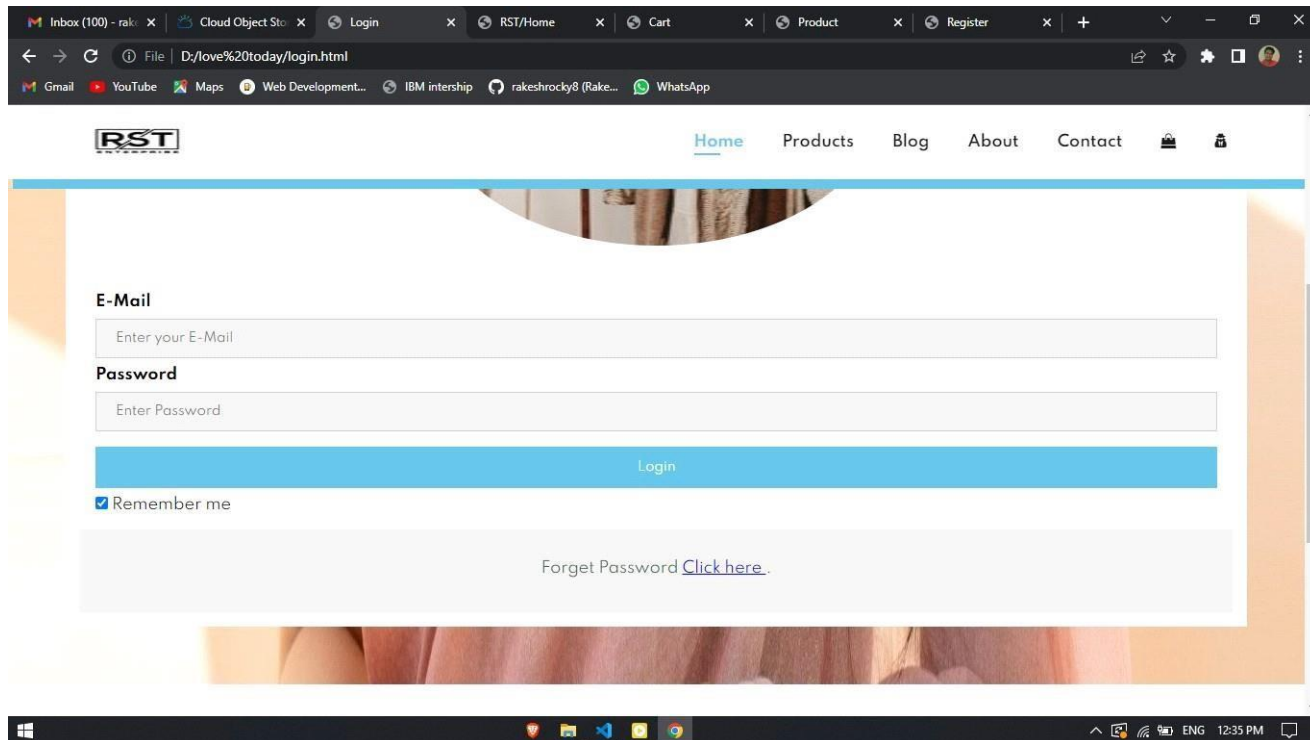 Inbox (100) - rake
Cloud Object Sto
Login
RST/Home
Cart
Product
Register
File | D:/love%20today/login.html
Gmail YouTube Maps Web Development... IBM intership rakeshrocky8 (Rake... WhatsApp
RST
ENTERPRISE
Home Products Blog About Contact
E-Mail
Enter your E-Mail
Password
Enter Password
Login
Remember me
Forget Password Click here .
ENG 12:35 PM